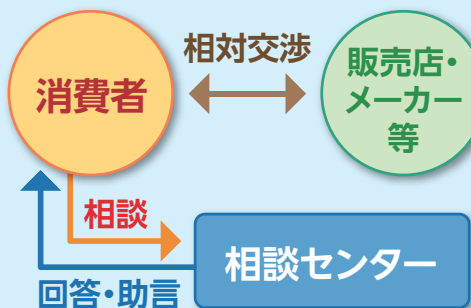 消費者
相対交渉
販売店・
メーカー
等
相談
相談センター
回答・助言